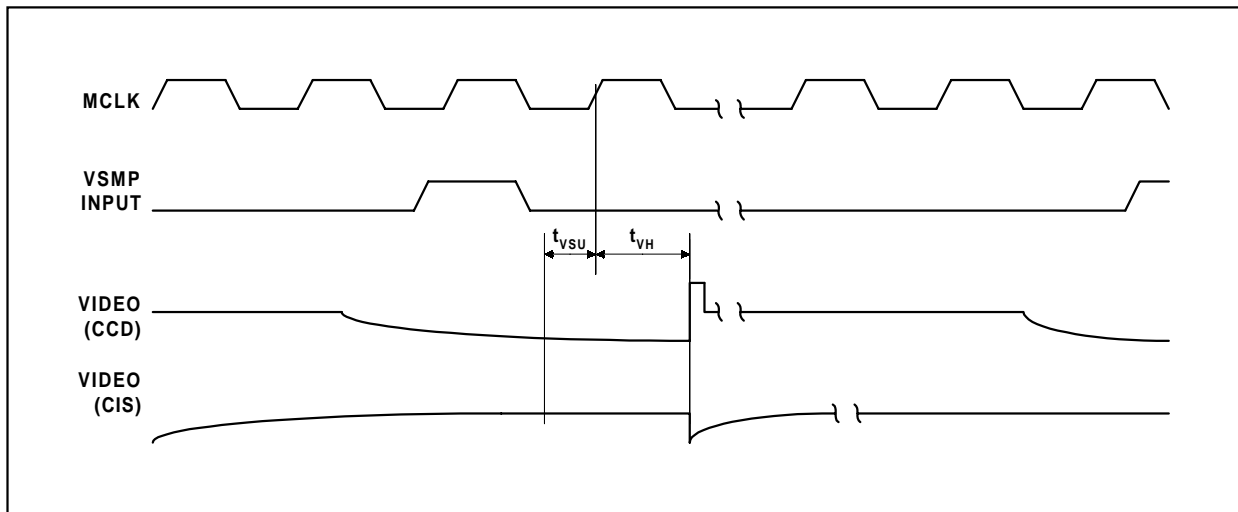 MCLK
VSMP
INPUT
tVSU
tVH
VIDEO
(CCD)
VIDEO
(CIS)